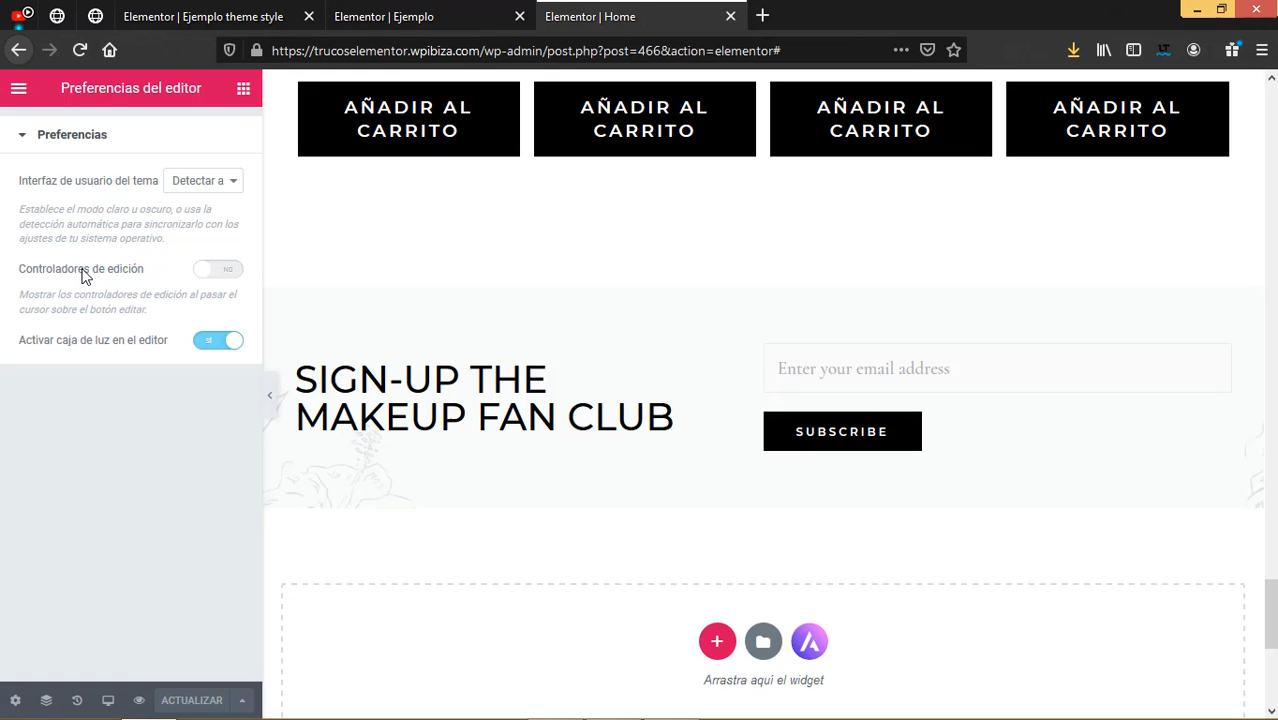 Elementor | Ejemplo theme style
Elementor | Ejemplo
Elementor | Home
https://trucoselementor.wpibiza.com/wp-admin/post.php?post=466&action=elementor#
Preferencias del editor
Preferencias
Interfaz de usuario del tema
Detectar a
Establece el modo claru u oscuro, o usa la
detección automática para sincronizarlo con los
ajustes de tu sistema operativo.
Controladores de edición
NO
Mostrar los controladores de edición al pasar el
cursor sobre el botón editar.
Activar caja de luz en el editor
SÍ
ACTUALIZAR
AÑADIR AL
CARRITO
AÑADIR AL
CARRITO
AÑADIR AL
CARRITO
AÑADIR AL
CARRITO
SIGN-UP THE
MAKEUP FAN CLUB
Enter your email address
SUBSCRIBE
Arrastra aquí el widget